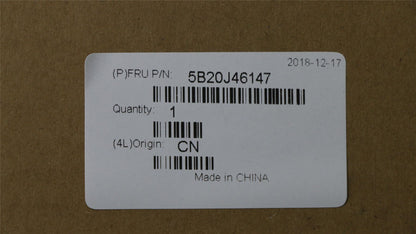 2018-12-17
(P)FRU P/N: 5B20J46147
Quantity: 1
(4L)Origin: CN
Made in CHINA